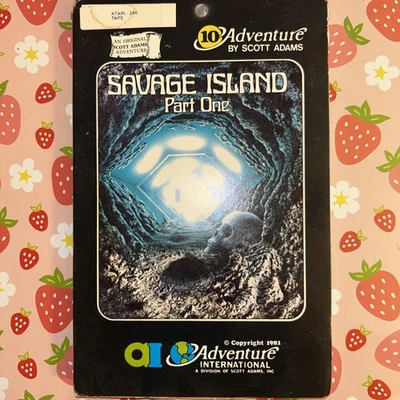 ATARI 24K
TAPE
AN ORIGINAL
SCOTT ADAMS
ADVENTURE
10 Adventure
BY SCOTT ADAMS
SAVAGE ISLAND
Part One
© Copyright 1981
ai Adventure
INTERNATIONAL
A DIVISION OF SCOTT ADAMS, INC